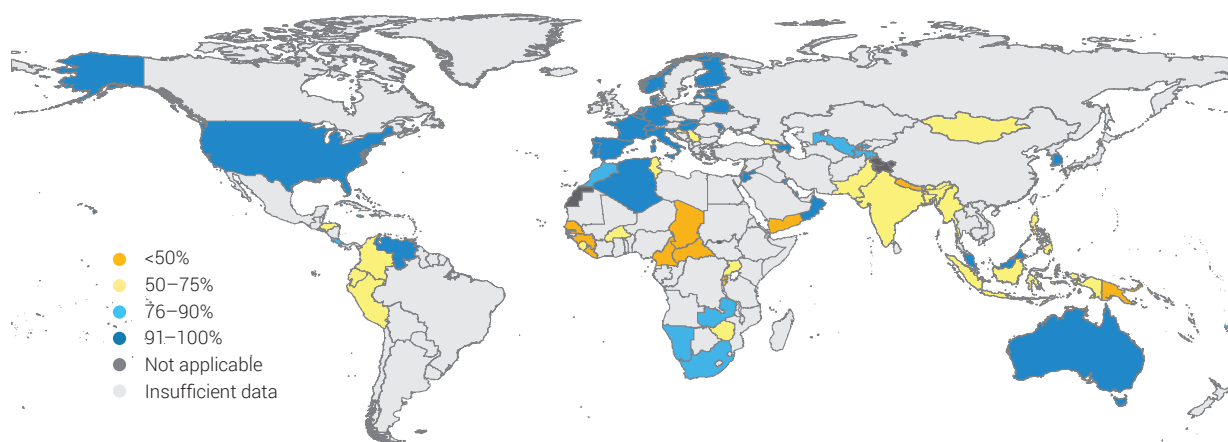 <50%
50–75%
76–90%
91–100%
Not applicable
Insufficient data